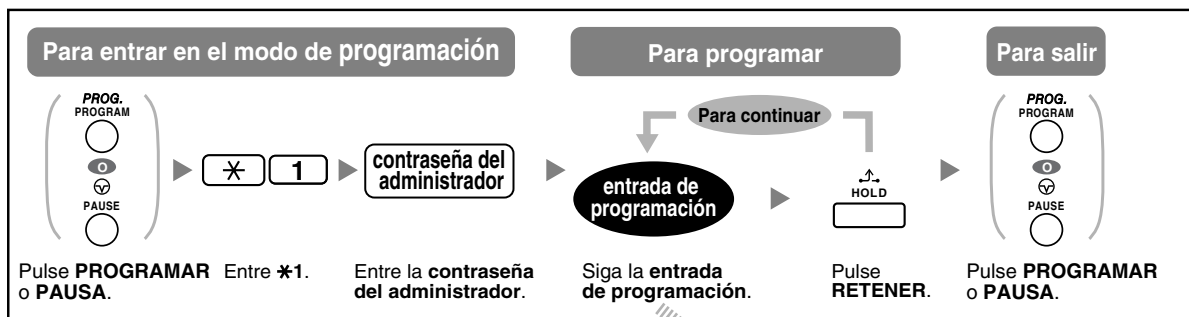 Para entrar en el modo de programación
Para programar
Para salir
PROG.
PROGRAM
o
PAUSE
✳ 1
contraseña del
administrador
Para continuar
entrada de
programación
HOLD
PROG.
PROGRAM
o
PAUSE
Pulse PROGRAMAR
o PAUSA.
Entre ✳1.
Entre la contraseña
del administrador.
Siga la entrada
de programación.
Pulse
RETENER.
Pulse PROGRAMAR
o PAUSA.